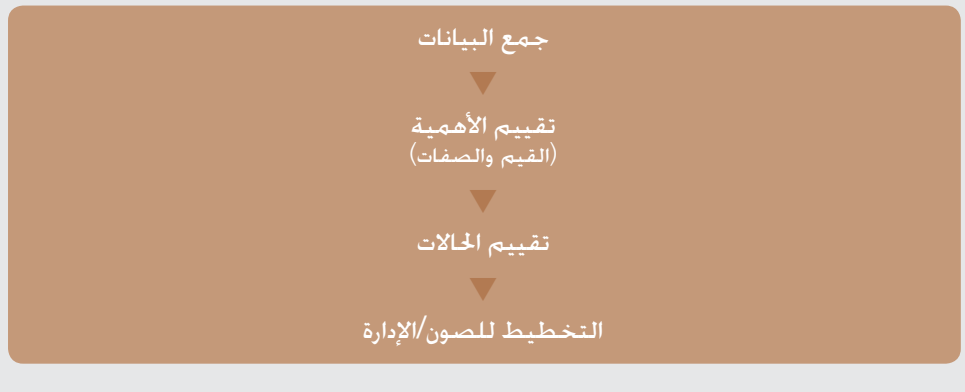 جمع البيانات
تقييم الأهمية
(القيم والصفات)
تقييم الحالات
التخطيط للصون/الإدارة